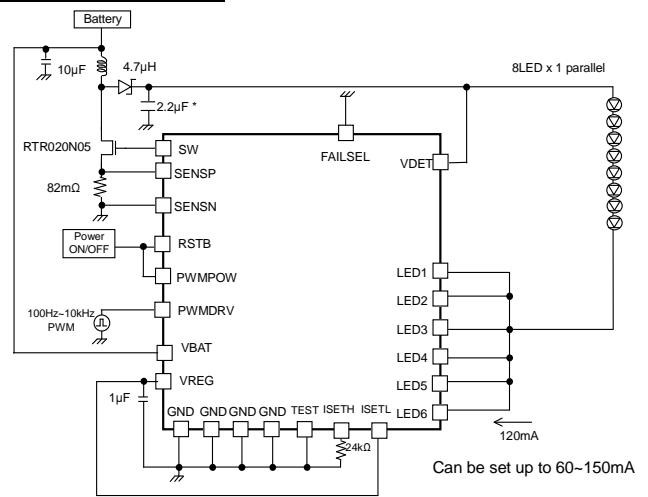 Battery
10μF
4.7μH
8LED x 1 parallel
2.2μF *
RTR020N05
SW
FAILSEL
VDET
SENSP
82mΩ
SENSN
Power
ON/OFF
RSTB
PWMPOW
LED1
LED2
100Hz~10kHz
PWM
PWMDRV
LED3
VBAT
LED4
VREG
LED5
1μF
GND GND GND GND TEST ISETH ISETL
LED6
24kΩ
120mA
Can be set up to 60~150mA